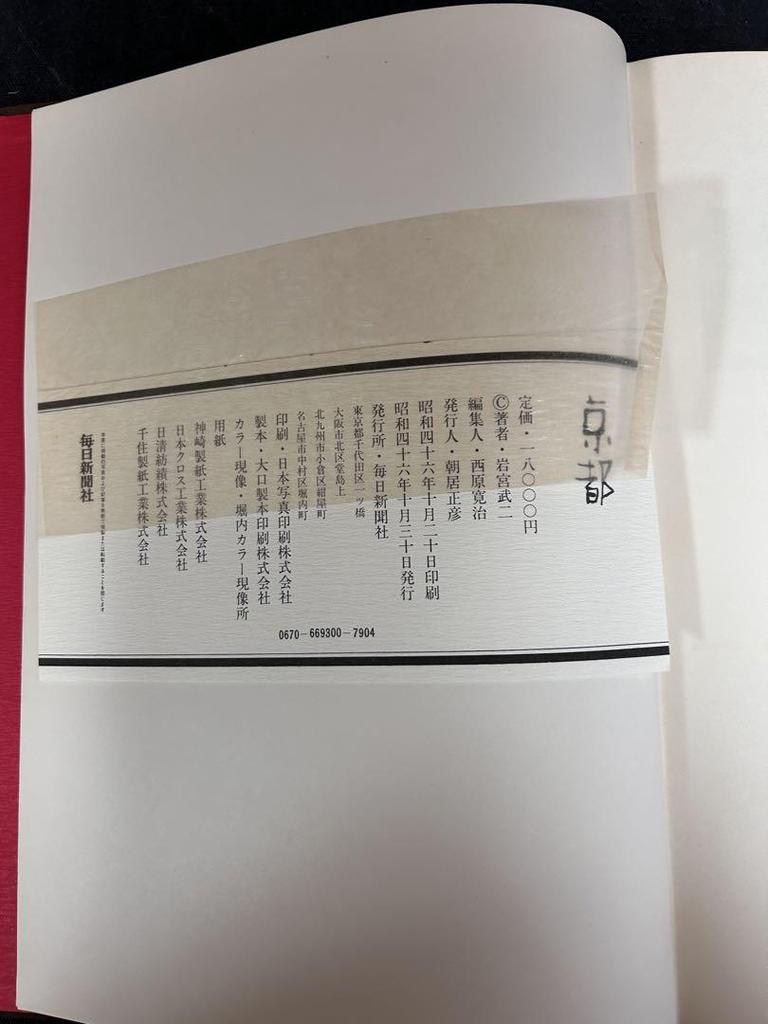 京都
定価・一八〇〇〇円
©著者・岩宮武二
編集人・西原寛治
発行人・朝居正彦
昭和四十六年十月二十日印刷
昭和四十六年十月三十日発行
発行所・毎日新聞社
東京都千代田区一ッ橋
大阪市北区堂島上
北九州市小倉区紺屋町
名古屋市中村区堀内町
印刷・日本写真印刷株式会社
製本・大口製本印刷株式会社
カラー現像・堀内カラー現像所
用紙
神崎製紙工業株式会社
日本クロス工業株式会社
日清紡績株式会社
千住製紙工業株式会社
毎日新聞社
0670-669300-7904